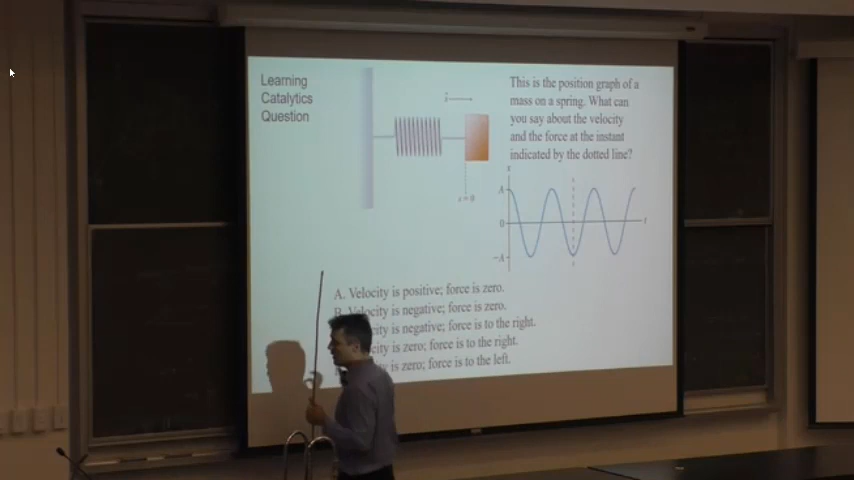 Learning
Catalytics
Question
This is the position graph of a
mass on a spring. What can
you say about the velocity
and the force at the instant
indicated by the dotted line?
x = 0
x
A
0
t
−A
A. Velocity is positive; force is zero.
B. Velocity is negative; force is zero.
city is negative; force is to the right.
city is zero; force is to the right.
y is zero; force is to the left.